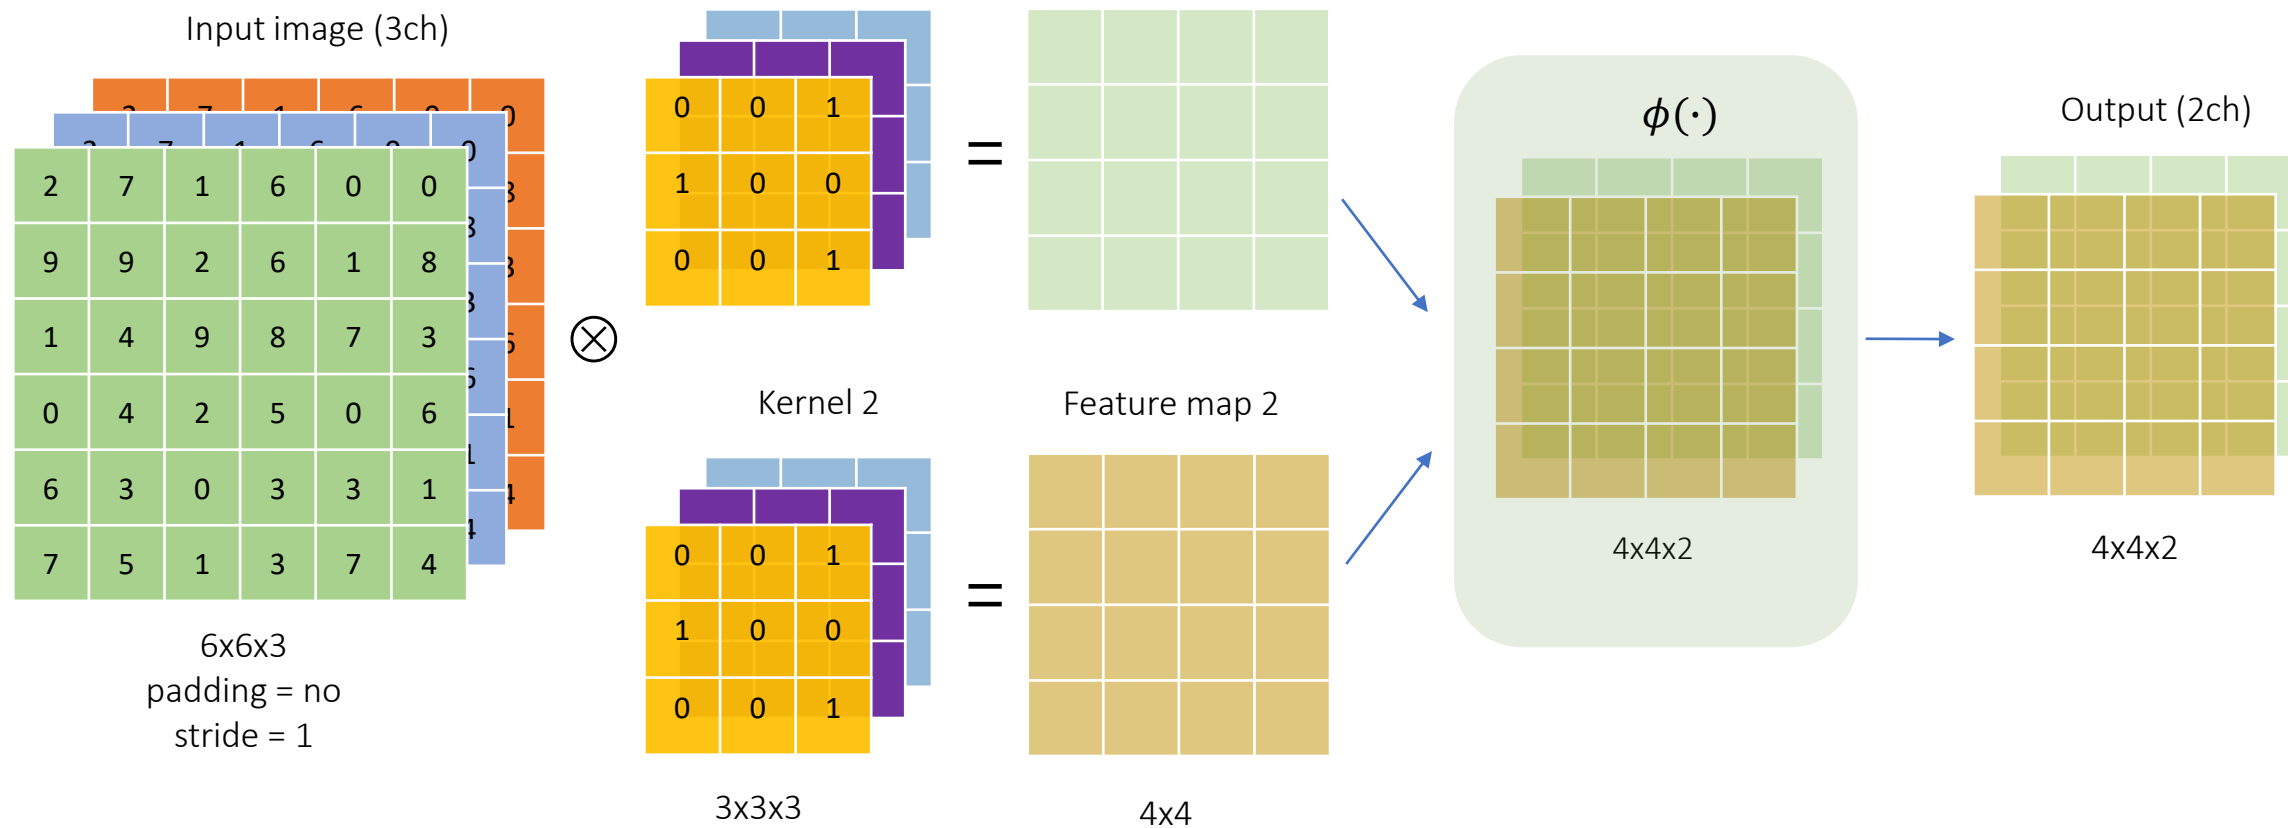 Input image (3ch)
2 7 1 6 0 0
9 9 2 6 1 8
1 4 9 8 7 3
0 4 2 5 0 6
6 3 0 3 3 1
7 5 1 3 7 4
6x6x3
padding = no
stride = 1
⊗
0 0 1
1 0 0
0 0 1
=
Kernel 2
0 0 1
1 0 0
0 0 1
3x3x3
=
Feature map 2
4x4
ϕ(·)
4x4x2
Output (2ch)
4x4x2